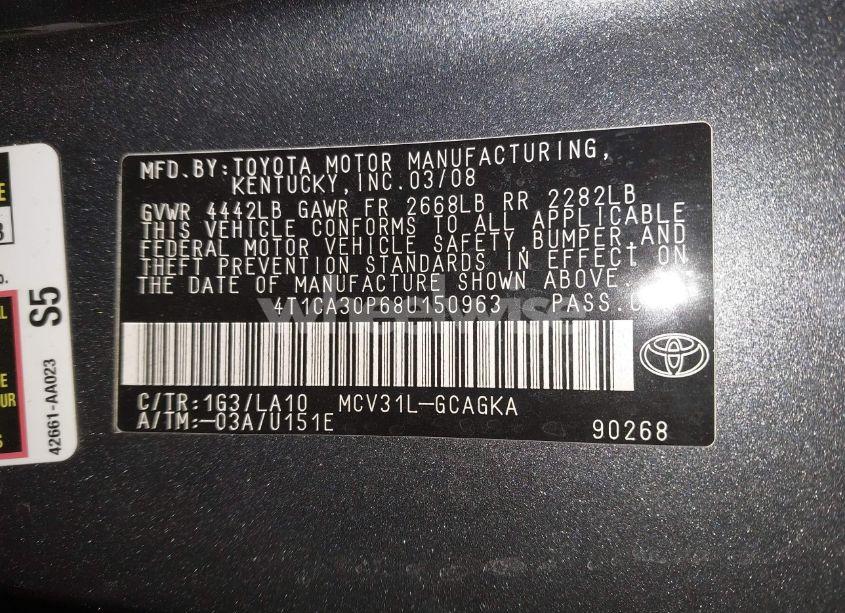 MFD.BY:TOYOTA MOTOR MANUFACTURING,
KENTUCKY,INC.03/08
GVWR 4442LB GAWR FR 2668LB RR 2282LB
THIS VEHICLE CONFORMS TO ALL APPLICABLE
FEDERAL MOTOR VEHICLE SAFETY,BUMPER,AND
THEFT PREVENTION STANDARDS IN EFFECT ON
THE DATE OF MANUFACTURE SHOWN ABOVE.
4T1CA30P68U150963 PASS.
wheelwise
C/TR:1G3/LA10 MCV31L-GCAGKA
A/TM:-03A/U151E
90268
S5
42661-AA023